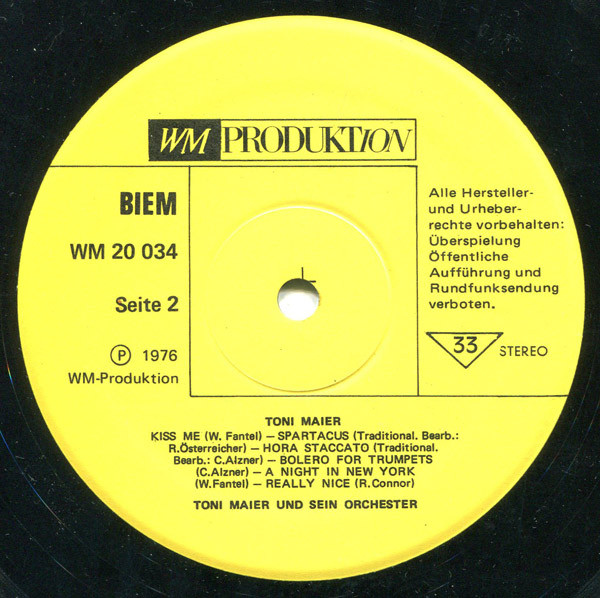 WM PRODUKTION
BIEM
WM 20 034
Seite 2
Ⓟ 1976
WM-Produktion
Alle Hersteller-
und Urheber-
rechte vorbehalten:
Überspielung
Öffentliche
Aufführung und
Rundfunksendung
verboten.
33 STEREO
TONI MAIER
KISS ME (W. Fantel) – SPARTACUS (Traditional. Bearb.:
R.Österreicher) – HORA STACCATO (Traditional.
Bearb.: C.Alzner) – BOLERO FOR TRUMPETS
(C.Alzner) – A NIGHT IN NEW YORK
(W.Fantel) – REALLY NICE (R.Connor)
TONI MAIER UND SEIN ORCHESTER